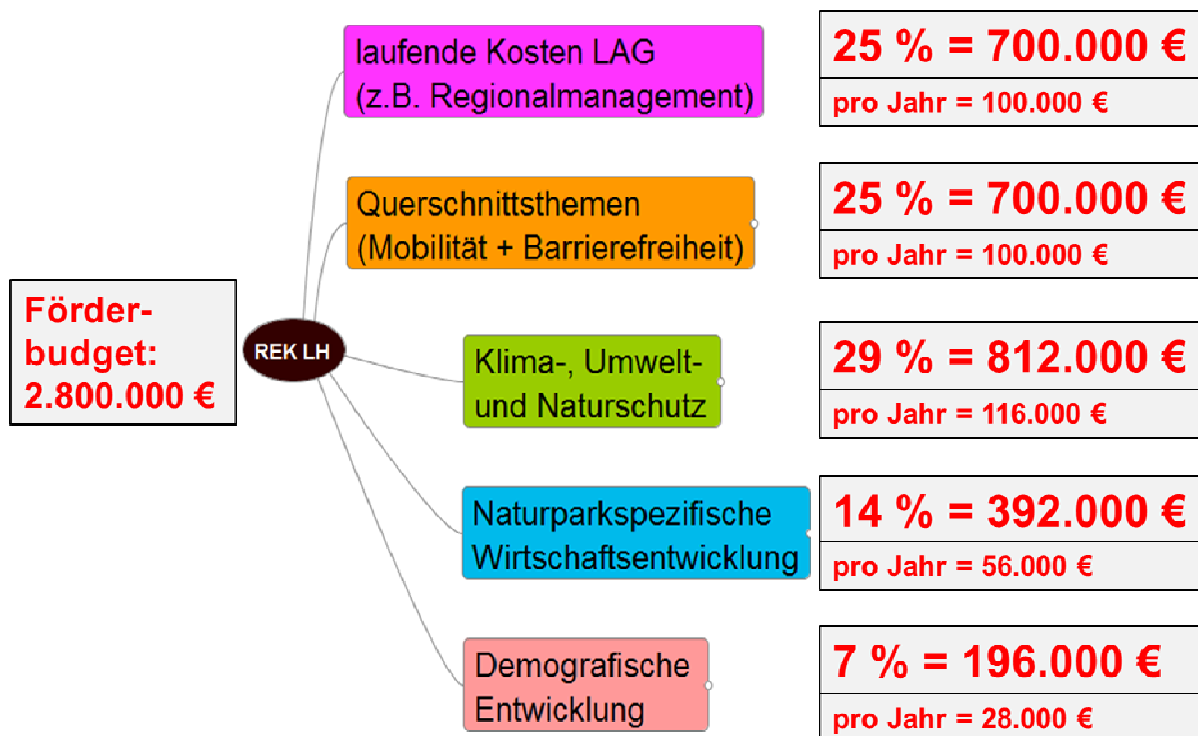 laufende Kosten LAG
(z.B. Regionalmanagement)
25 % = 700.000 €
pro Jahr = 100.000 €
Querschnittsthemen
(Mobilität + Barrierefreiheit)
25 % = 700.000 €
pro Jahr = 100.000 €
Förder-
budget:
2.800.000 €
REK LH
Klima-, Umwelt-
und Naturschutz
29 % = 812.000 €
pro Jahr = 116.000 €
Naturparkspezifische
Wirtschaftsentwicklung
14 % = 392.000 €
pro Jahr = 56.000 €
Demografische
Entwicklung
7 % = 196.000 €
pro Jahr = 28.000 €